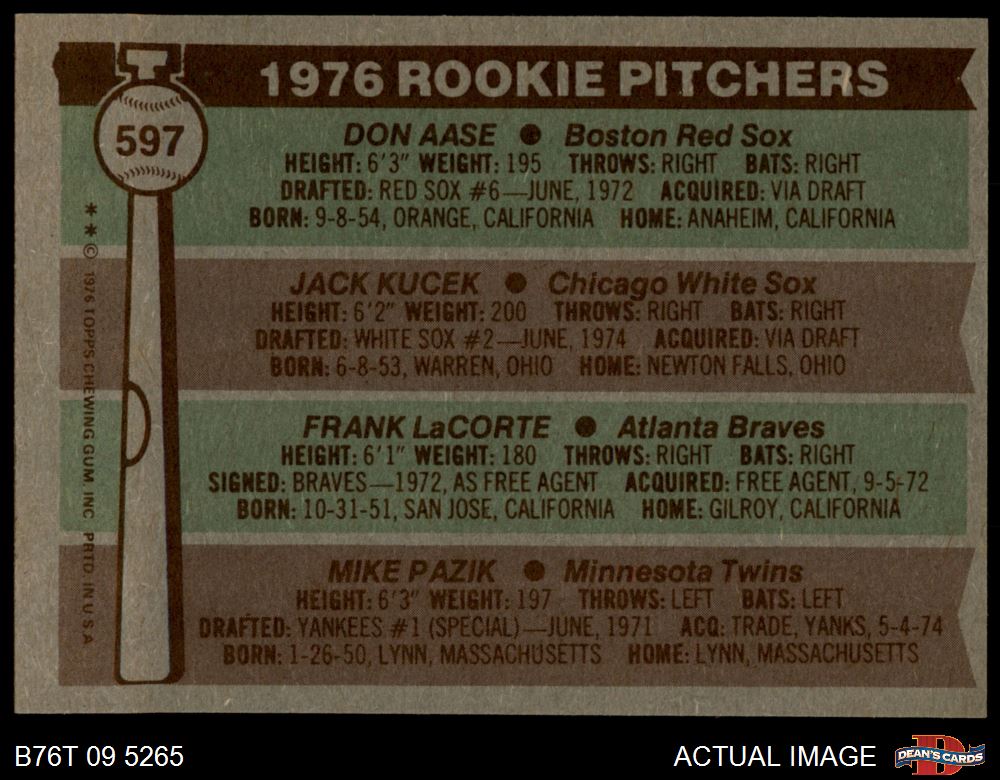 1976 ROOKIE PITCHERS
597
DON AASE ● Boston Red Sox
HEIGHT: 6'3" WEIGHT: 195 THROWS: RIGHT BATS: RIGHT
DRAFTED: RED SOX #6—JUNE, 1972 ACQUIRED: VIA DRAFT
BORN: 9-8-54, ORANGE, CALIFORNIA HOME: ANAHEIM, CALIFORNIA
JACK KUCEK ● Chicago White Sox
HEIGHT: 6'2" WEIGHT: 200 THROWS: RIGHT BATS: RIGHT
DRAFTED: WHITE SOX #2—JUNE, 1974 ACQUIRED: VIA DRAFT
BORN: 6-8-53, WARREN, OHIO HOME: NEWTON FALLS, OHIO
FRANK LaCORTE ● Atlanta Braves
HEIGHT: 6'1" WEIGHT: 180 THROWS: RIGHT BATS: RIGHT
SIGNED: BRAVES—1972, AS FREE AGENT ACQUIRED: FREE AGENT, 9-5-72
BORN: 10-31-51, SAN JOSE, CALIFORNIA HOME: GILROY, CALIFORNIA
MIKE PAZIK ● Minnesota Twins
HEIGHT: 6'3" WEIGHT: 197 THROWS: LEFT BATS: LEFT
DRAFTED: YANKEES #1 (SPECIAL)—JUNE, 1971 ACQ: TRADE, YANKS, 5-4-74
BORN: 1-26-50, LYNN, MASSACHUSETTS HOME: LYNN, MASSACHUSETTS
* * © 1976 TOPPS CHEWING GUM, INC. PRTD. IN U.S.A.
B76T 09 5265
ACTUAL IMAGE
DEAN'S CARDS